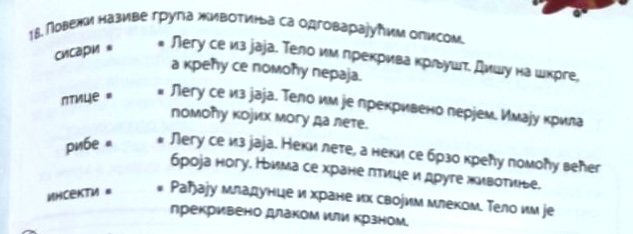 18. Повежи називе група животиња са одговарајућим описом.
сисари • • Легу се из јаја. Тело им прекрива крљушт. Дишу на шкрге,
а крећу се помоћу пераја.
птице • • Легу се из јаја. Тело им је прекривено перјем. Имају крила
помоћу којих могу да лете.
рибе • • Легу се из јаја. Неки лете, а неки се брзо крећу помоћу већег
броја ногу. Њима се хране птице и друге животиње.
инсекти • • Рађају младунце и хране их својим млеком. Тело им је
прекривено длаком или крзном.